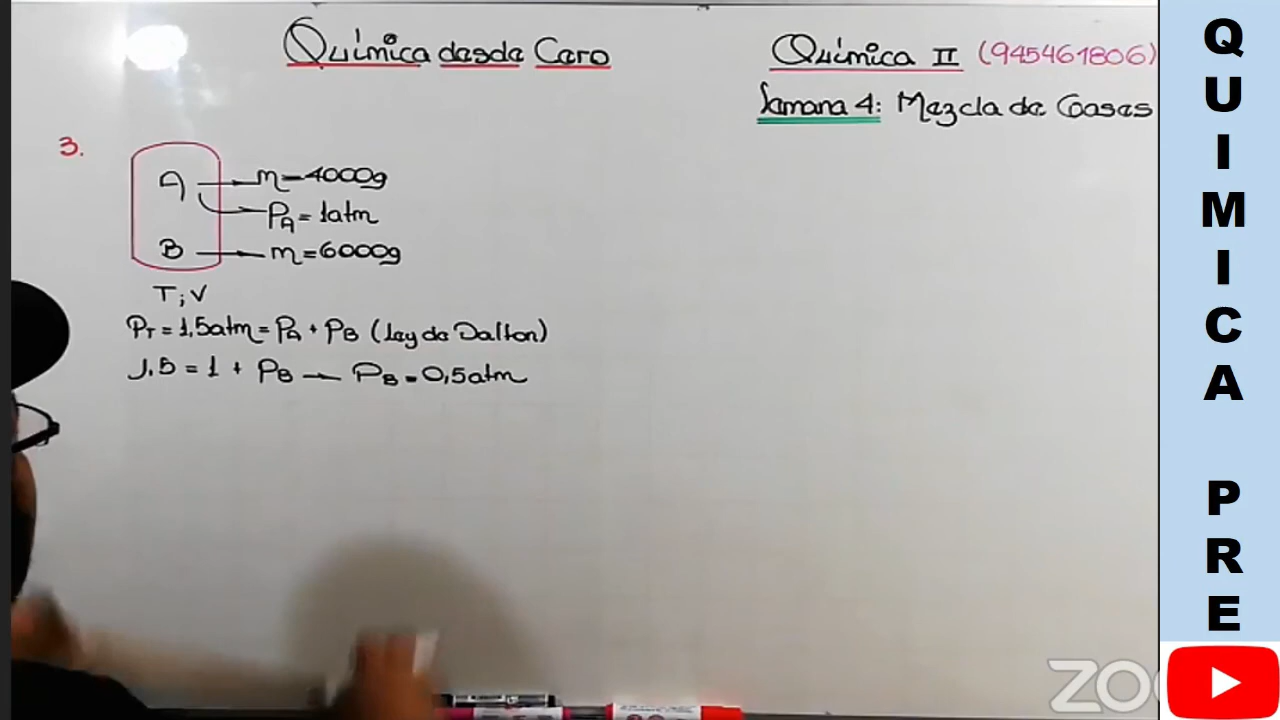 Química desde Cero
Química II (945461806)
Semana 4: Mezcla de Gases
3.
A → m=4000g
P_A = 1atm
B → m=6000g
T; V
P_T = 1,5atm = P_A + P_B (Ley de Dalton)
1,5 = 1 + P_B → P_B = 0,5atm
QUIMICA PRE
ZO